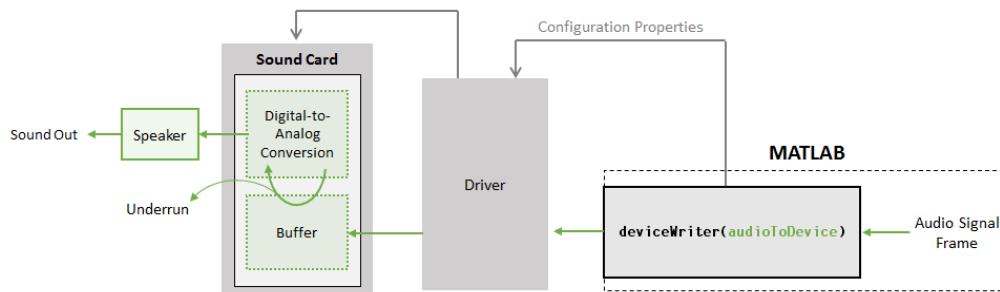 Configuration Properties
Sound Card
Digital-to-
Analog
Conversion
Sound Out
Speaker
MATLAB
Driver
Underrun
Buffer
deviceWriter(audioToDevice)
Audio Signal
Frame